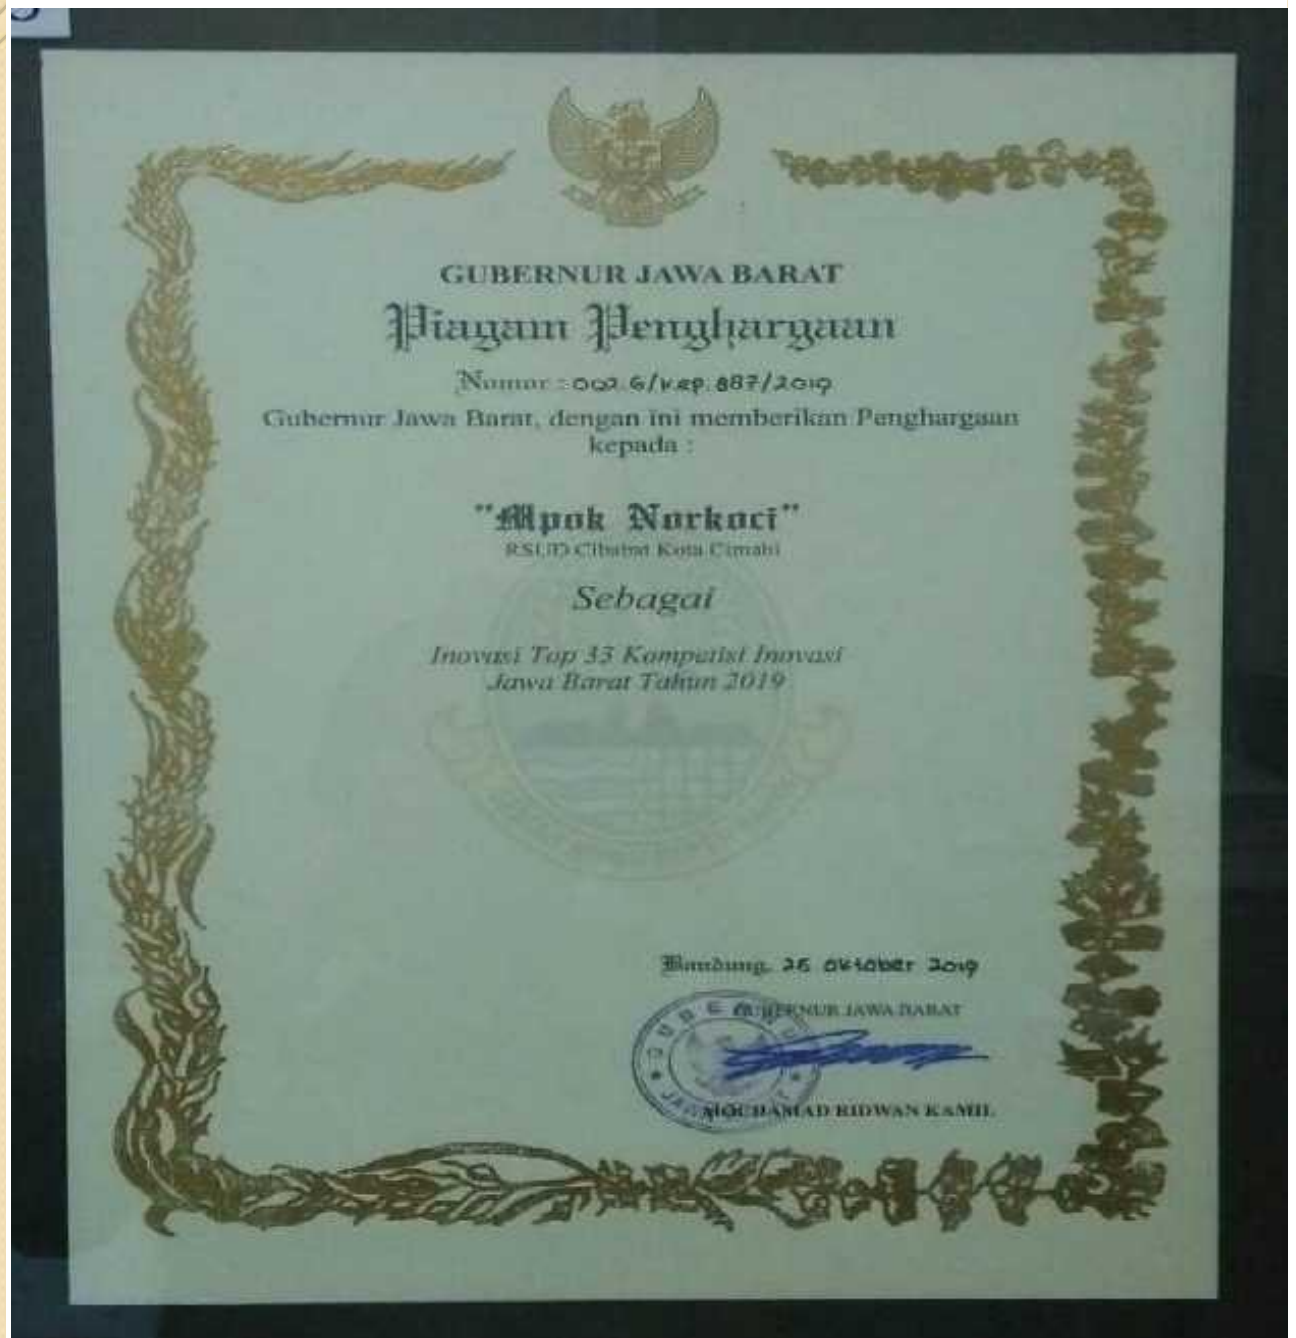 GUBERNUR JAWA BARAT
Piagam Penghargaan
Nomor : 002.6/Kep.887/2019
Gubernur Jawa Barat, dengan ini memberikan Penghargaan
kepada :
"Mpok Norkoci"
RSUD Cibabat Kota Cimahi
Sebagai
Inovasi Top 33 Kompetisi Inovasi
Jawa Barat Tahun 2019
Bandung, 25 Oktober 2019
GUBERNUR JAWA BARAT
MOCHAMAD RIDWAN KAMIL